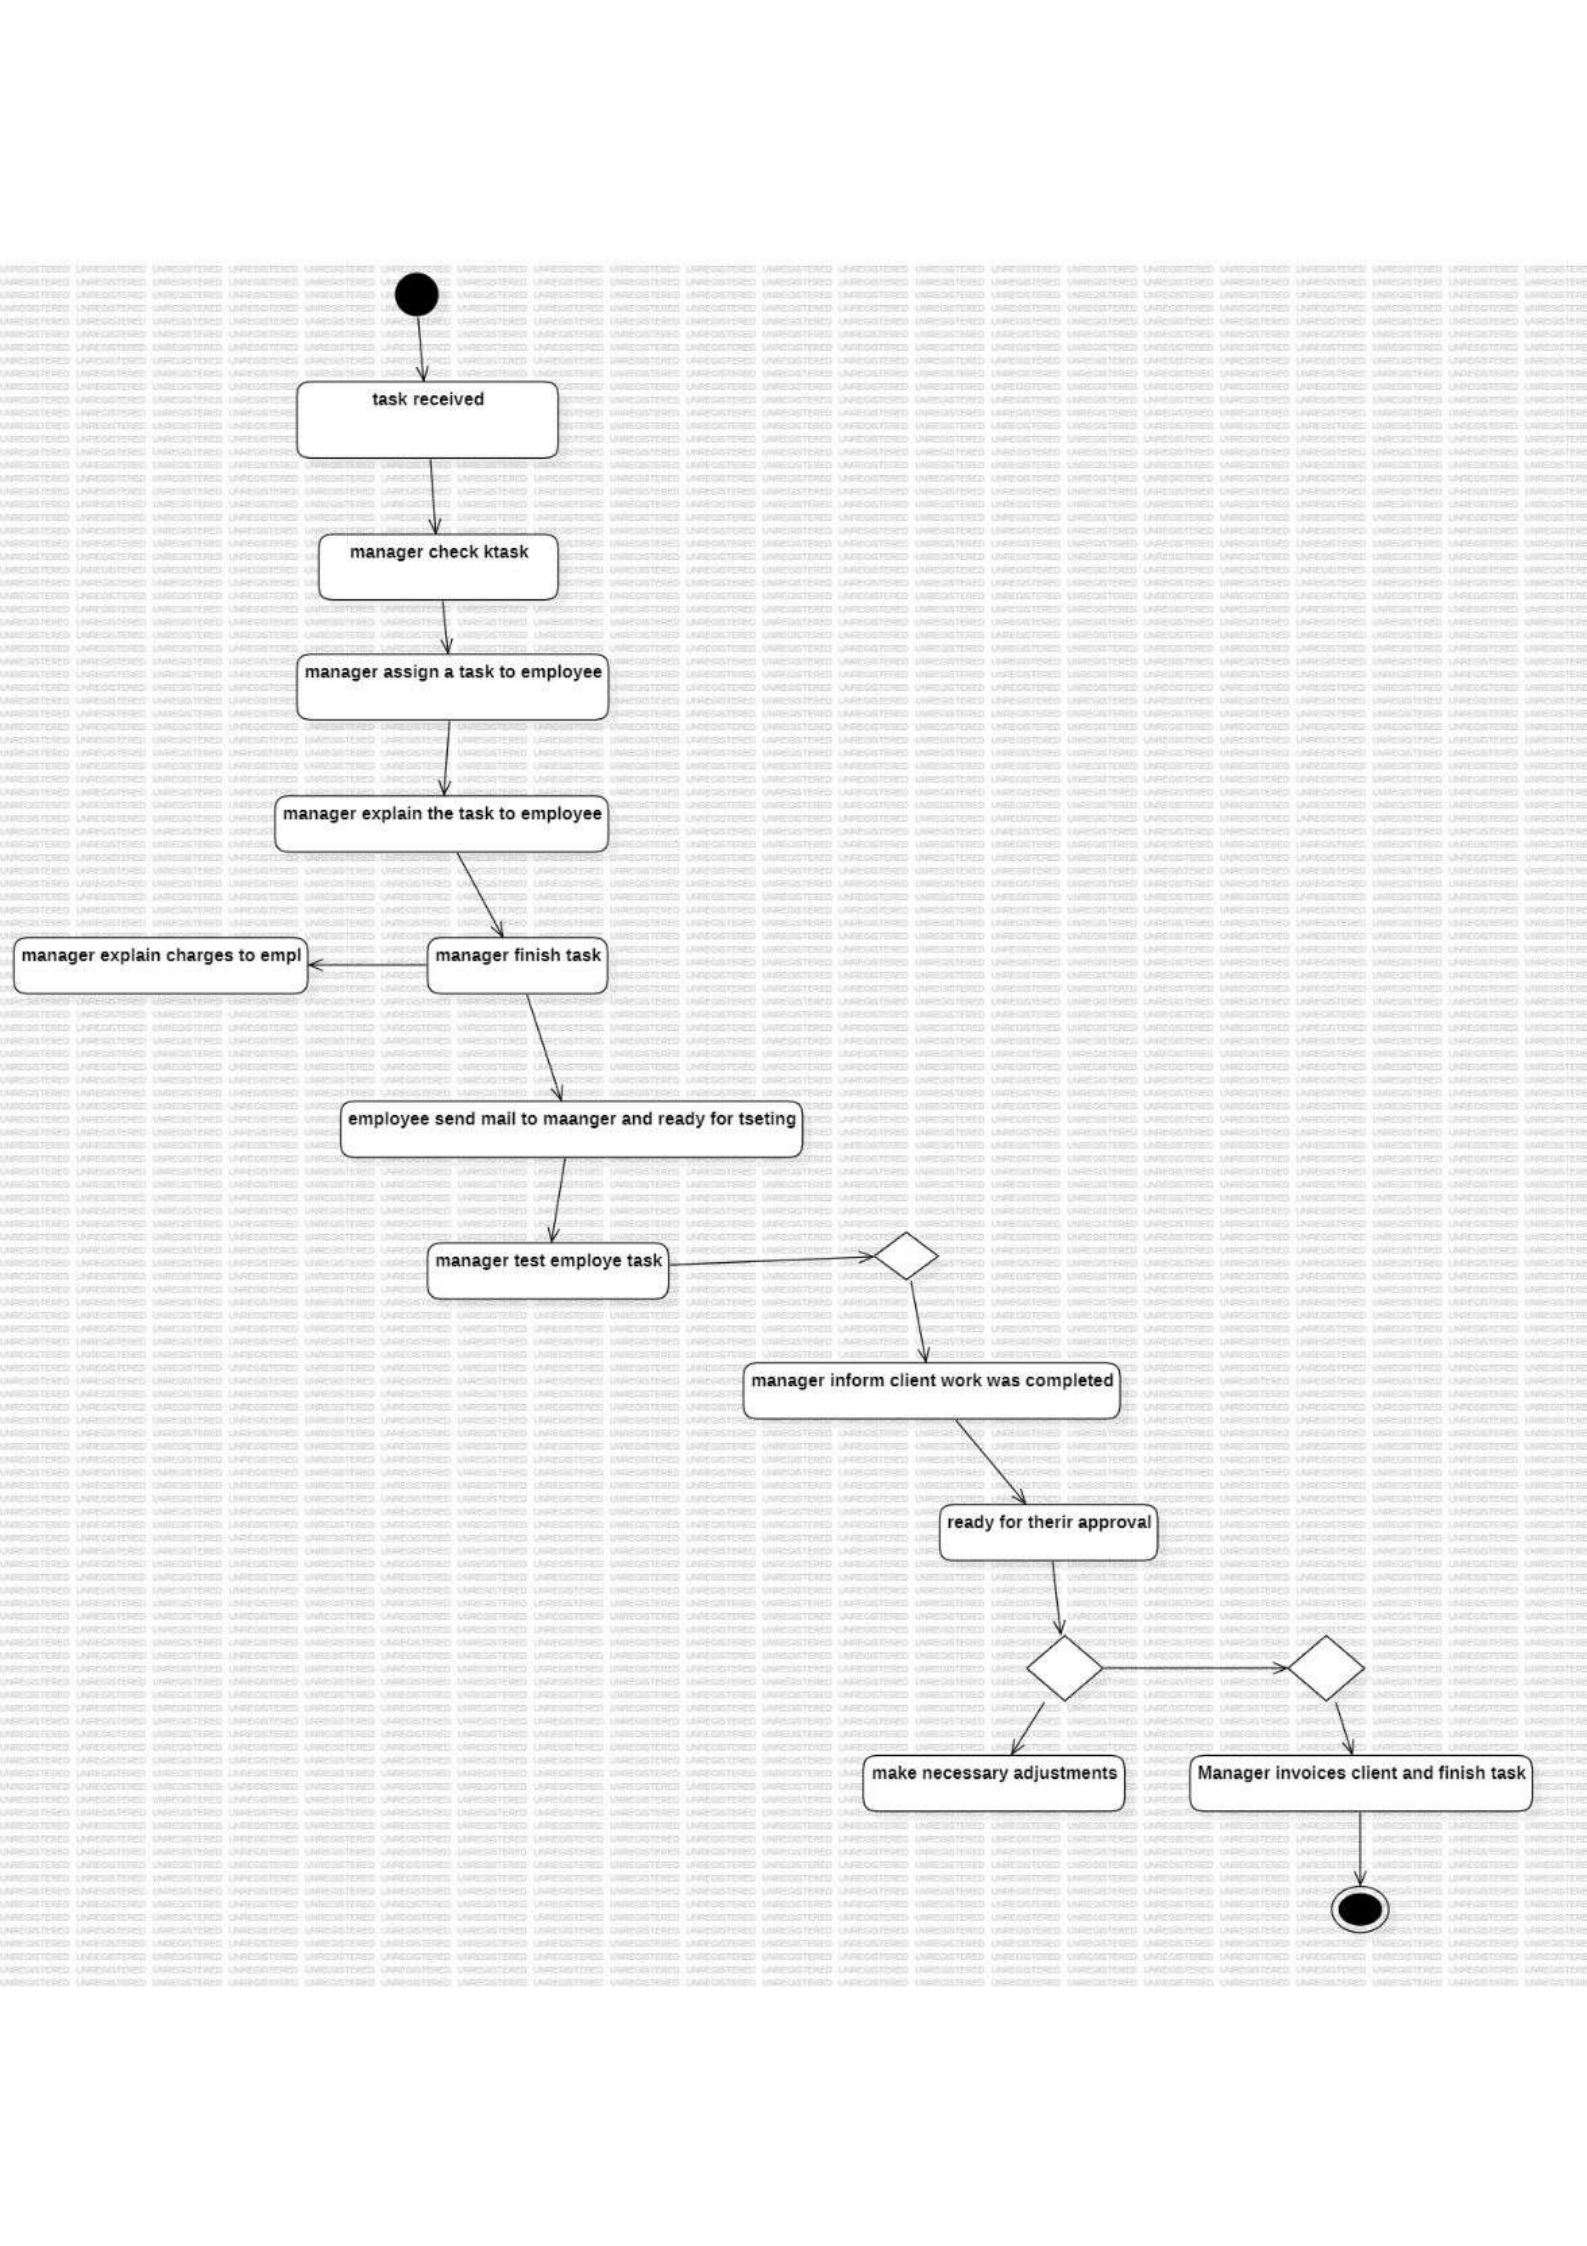 task received
manager check ktask
manager assign a task to employee
manager explain the task to employee
manager explain charges to empl
manager finish task
employee send mail to maanger and ready for tseting
manager test employe task
manager inform client work was completed
ready for therir approval
make necessary adjustments
Manager invoices client and finish task
UNREGISTERED